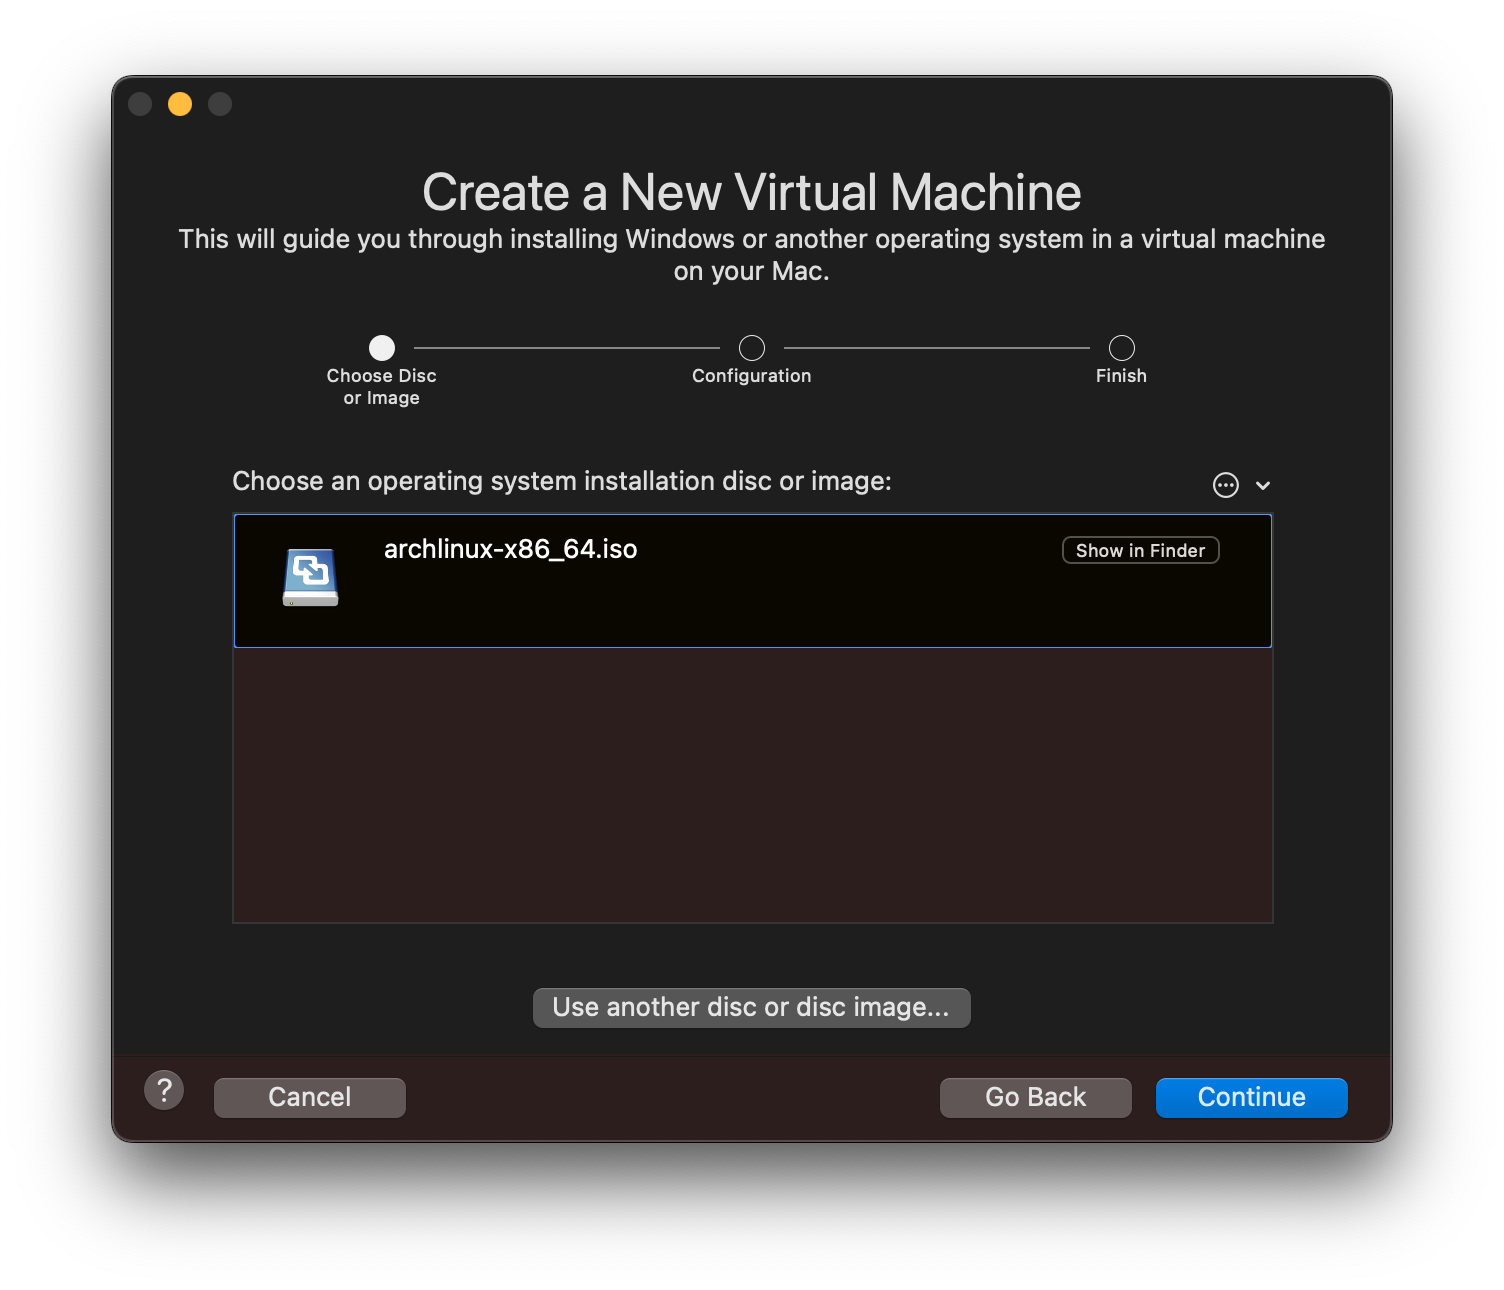 Create a New Virtual Machine
This will guide you through installing Windows or another operating system in a virtual machine
on your Mac.
Choose Disc
or Image
Configuration
Finish
Choose an operating system installation disc or image:
archlinux-x86_64.iso
Show in Finder
Use another disc or disc image...
?
Cancel
Go Back
Continue